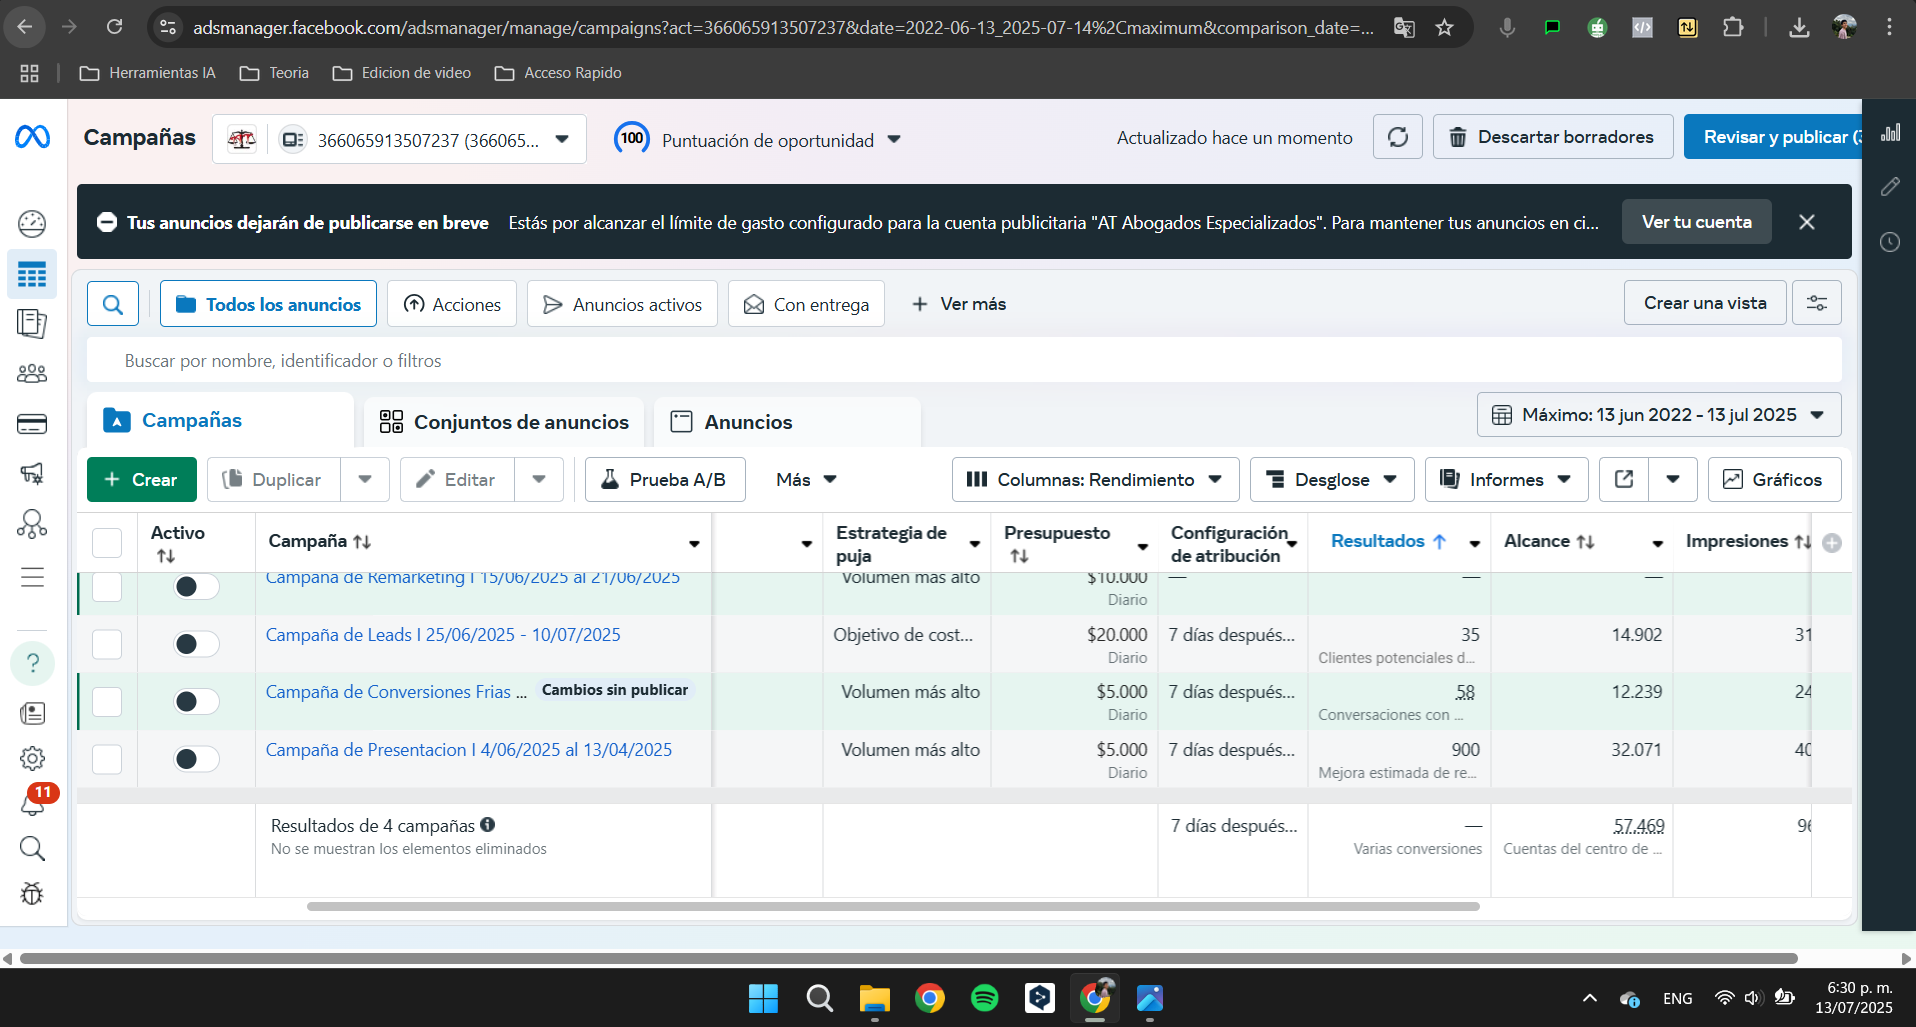 adsmanager.facebook.com/adsmanager/manage/campaigns?act=366065913507237&date=2022-06-13_2025-07-14%2Cmaximum&comparison_date=...
Herramientas IA
Teoria
Edicion de video
Acceso Rapido
Campañas
366065913507237 (366065...
100
Puntuación de oportunidad
Actualizado hace un momento
Descartar borradores
Revisar y publicar (3
Tus anuncios dejarán de publicarse en breve
Estás por alcanzar el límite de gasto configurado para la cuenta publicitaria "AT Abogados Especializados". Para mantener tus anuncios en ci...
Ver tu cuenta
Todos los anuncios
Acciones
Anuncios activos
Con entrega
+ Ver más
Crear una vista
Buscar por nombre, identificador o filtros
Campañas
Conjuntos de anuncios
Anuncios
Máximo: 13 jun 2022 - 13 jul 2025
+ Crear
Duplicar
Editar
Prueba A/B
Más
Columnas: Rendimiento
Desglose
Informes
Gráficos
Activo
Campaña
Estrategia de puja
Presupuesto
Configuración de atribución
Resultados
Alcance
Impresiones
Campaña de Remarketing I 15/06/2025 al 21/06/2025
Volumen más alto
$10.000
Diario
—
—
—
Campaña de Leads I 25/06/2025 - 10/07/2025
Objetivo de cost...
$20.000
Diario
7 días después...
35
Clientes potenciales d...
14.902
31
Campaña de Conversiones Frias ...
Cambios sin publicar
Volumen más alto
$5.000
Diario
7 días después...
58
Conversaciones con ...
12.239
24
Campaña de Presentacion I 4/06/2025 al 13/04/2025
Volumen más alto
$5.000
Diario
7 días después...
900
Mejora estimada de re...
32.071
40
Resultados de 4 campañas
No se muestran los elementos eliminados
7 días después...
—
Varias conversiones
57.469
Cuentas del centro de ...
96
11
ENG
6:30 p. m.
13/07/2025